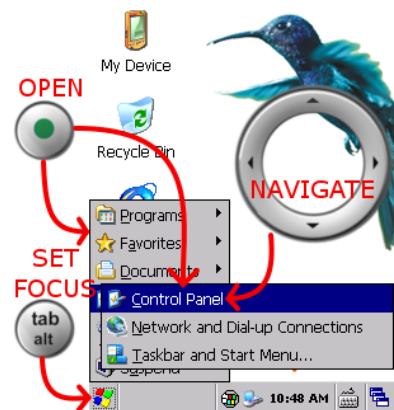 My Device
OPEN
Recycle Bin
NAVIGATE
Programs
Favorites
Documents
SET
FOCUS
Control Panel
Network and Dial-up Connections
tab
alt
Taskbar and Start Menu...
Suspend
10:48 AM